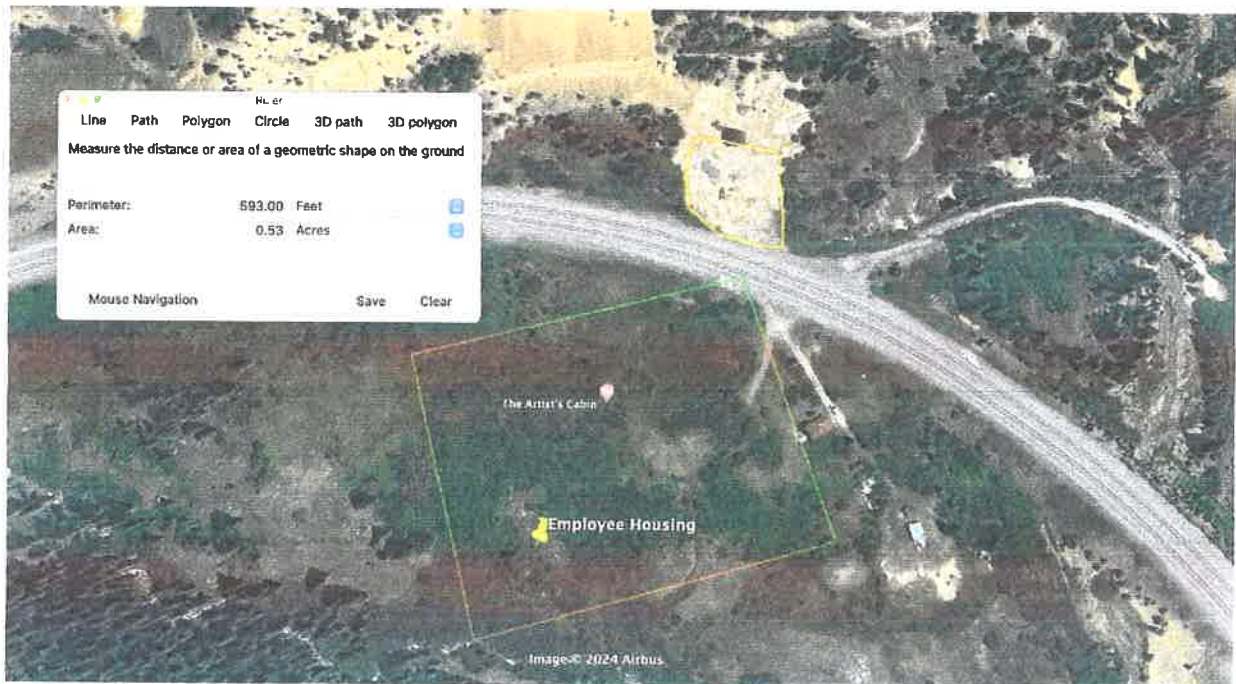 Ruler
Line Path Polygon Circle 3D path 3D polygon
Measure the distance or area of a geometric shape on the ground
Perimeter: 593.00 Feet
Area: 0.53 Acres
Mouse Navigation Save Clear
The Artist's Cabin
Employee Housing
Image © 2024 Airbus